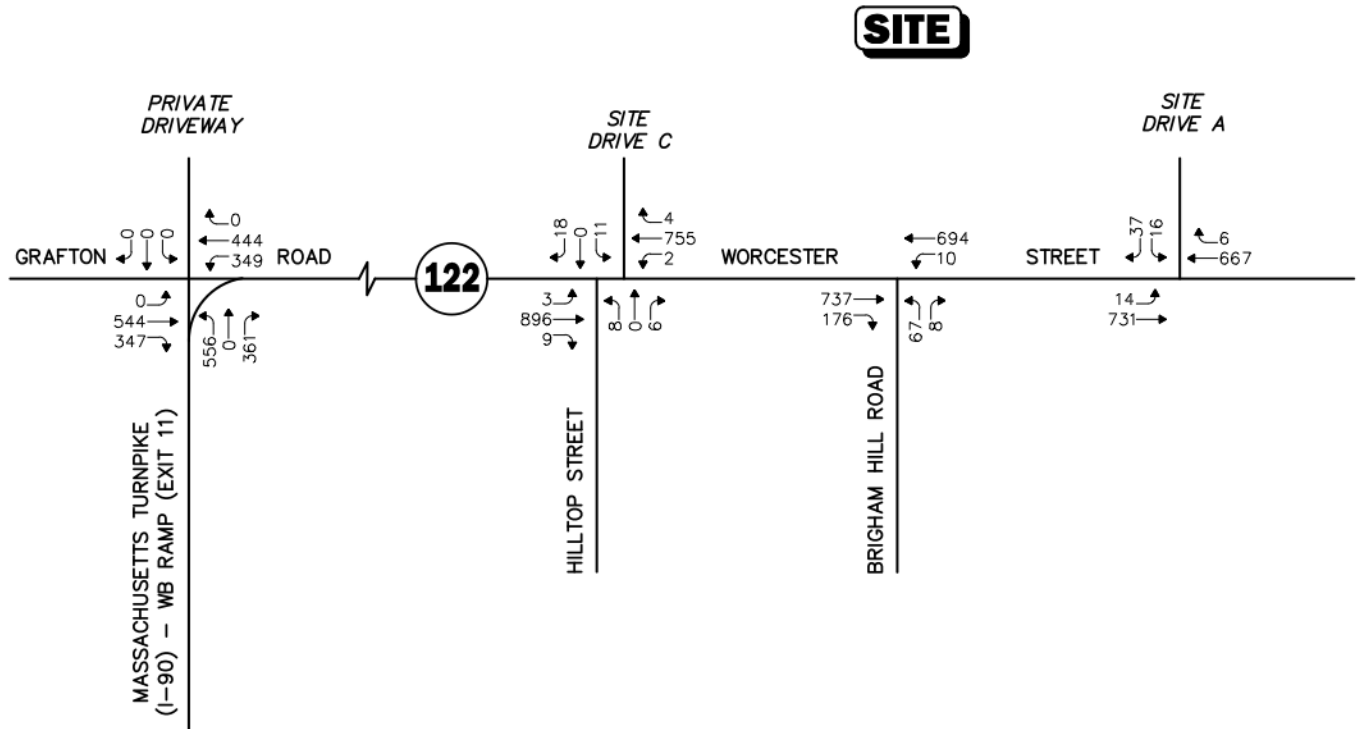 SITE
PRIVATE
DRIVEWAY
SITE
DRIVE C
SITE
DRIVE A
0
0
0
0
444
349
GRAFTON
ROAD
0
544
347
556
0
361
122
18
0
11
4
755
2
3
896
9
8
0
6
WORCESTER
694
10
737
176
67
8
STREET
37
16
6
667
14
731
MASSACHUSETTS TURNPIKE
(I-90) - WB RAMP (EXIT 11)
HILLTOP STREET
BRIGHAM HILL ROAD